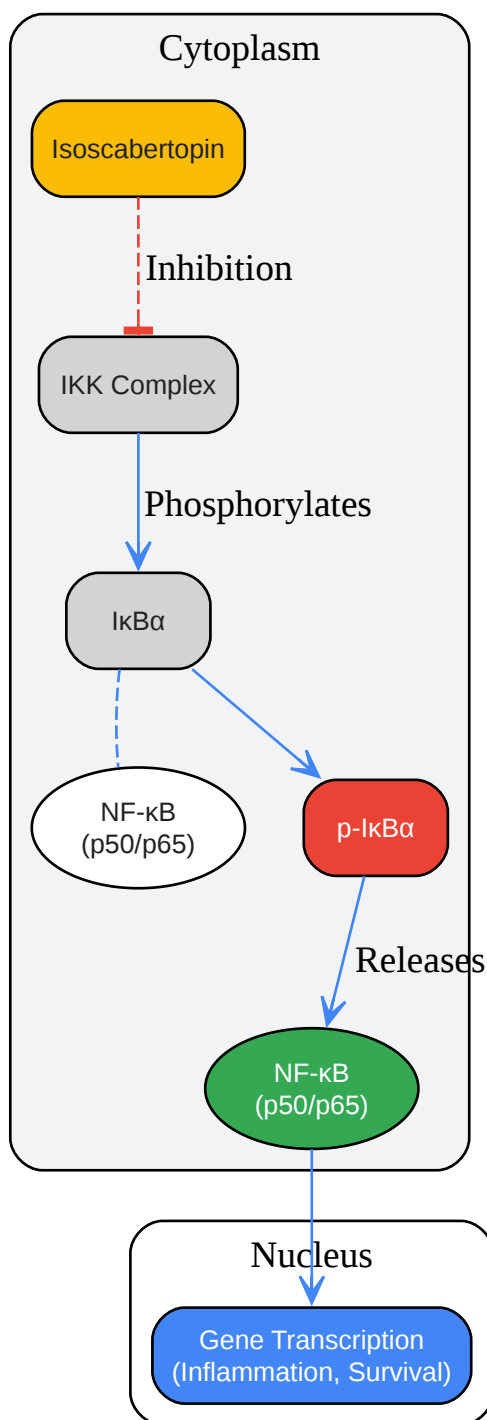 Cytoplasm
Isoscabertopin
Inhibition
IKK Complex
Phosphorylates
IκBα
NF-κB
(p50/p65)
p-IκBα
Releases
NF-κB
(p50/p65)
Nucleus
Gene Transcription
(Inflammation, Survival)